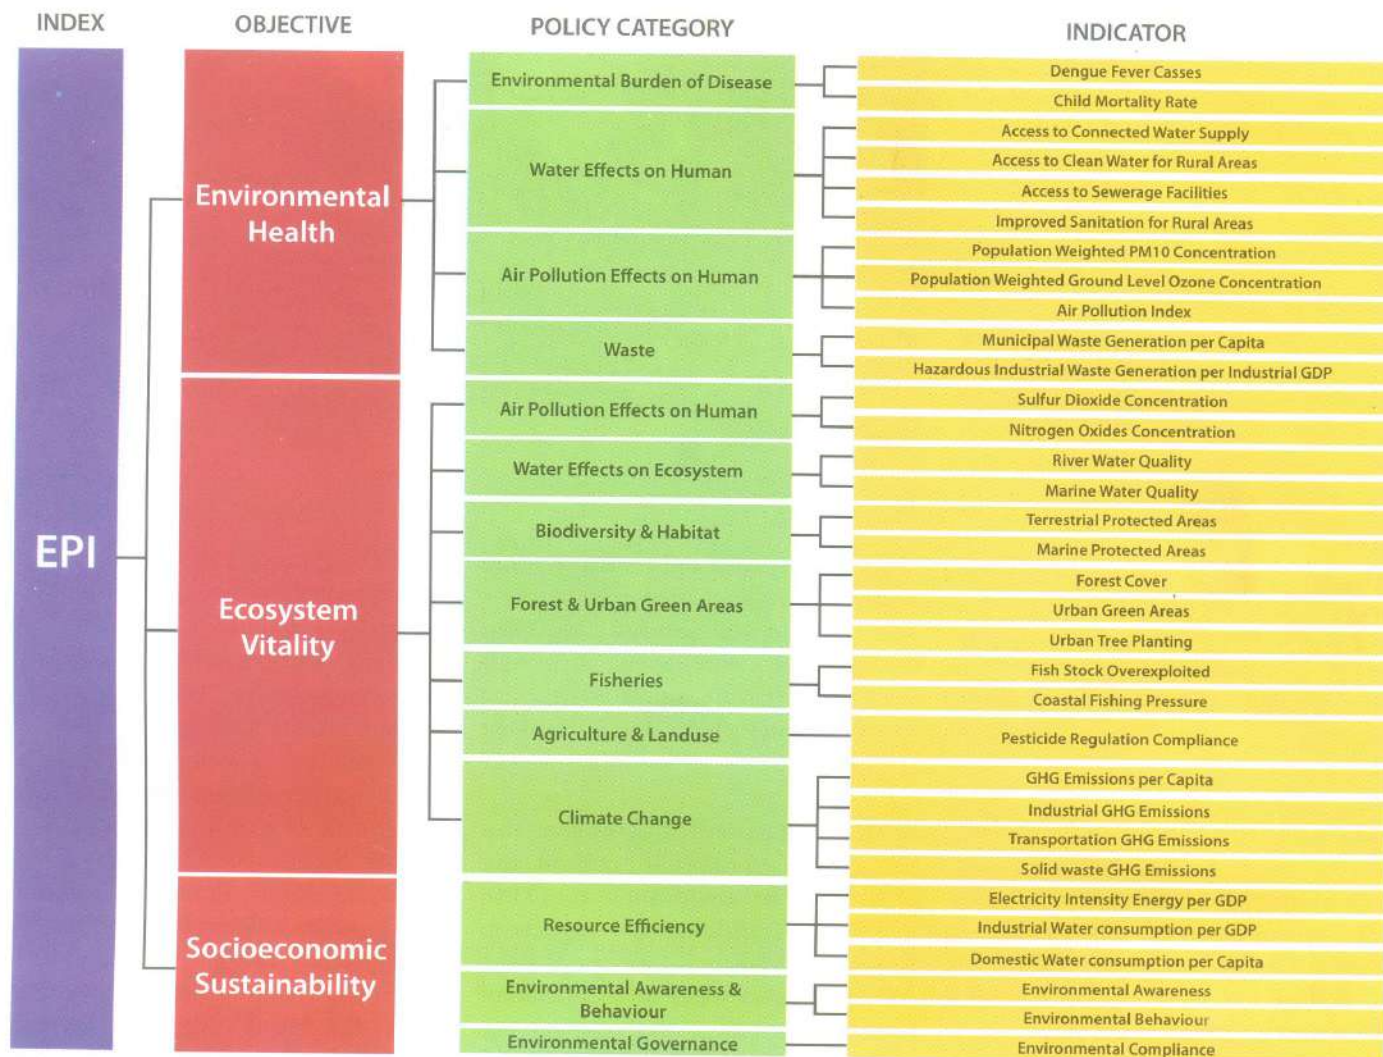 INDEX
OBJECTIVE
POLICY CATEGORY
INDICATOR
EPI
Environmental
Health
Environmental Burden of Disease
Dengue Fever Casses
Child Mortality Rate
Water Effects on Human
Access to Connected Water Supply
Access to Clean Water for Rural Areas
Access to Sewerage Facilities
Improved Sanitation for Rural Areas
Air Pollution Effects on Human
Population Weighted PM10 Concentration
Population Weighted Ground Level Ozone Concentration
Air Pollution Index
Waste
Municipal Waste Generation per Capita
Hazardous Industrial Waste Generation per Industrial GDP
Ecosystem
Vitality
Air Pollution Effects on Human
Sulfur Dioxide Concentration
Nitrogen Oxides Concentration
Water Effects on Ecosystem
River Water Quality
Marine Water Quality
Biodiversity & Habitat
Terrestrial Protected Areas
Marine Protected Areas
Forest & Urban Green Areas
Forest Cover
Urban Green Areas
Urban Tree Planting
Fisheries
Fish Stock Overexploited
Coastal Fishing Pressure
Agriculture & Landuse
Pesticide Regulation Compliance
Climate Change
GHG Emissions per Capita
Industrial GHG Emissions
Transportation GHG Emissions
Solid waste GHG Emissions
Socioeconomic
Sustainability
Resource Efficiency
Electricity Intensity Energy per GDP
Industrial Water consumption per GDP
Domestic Water consumption per Capita
Environmental Awareness &
Behaviour
Environmental Awareness
Environmental Behaviour
Environmental Governance
Environmental Compliance